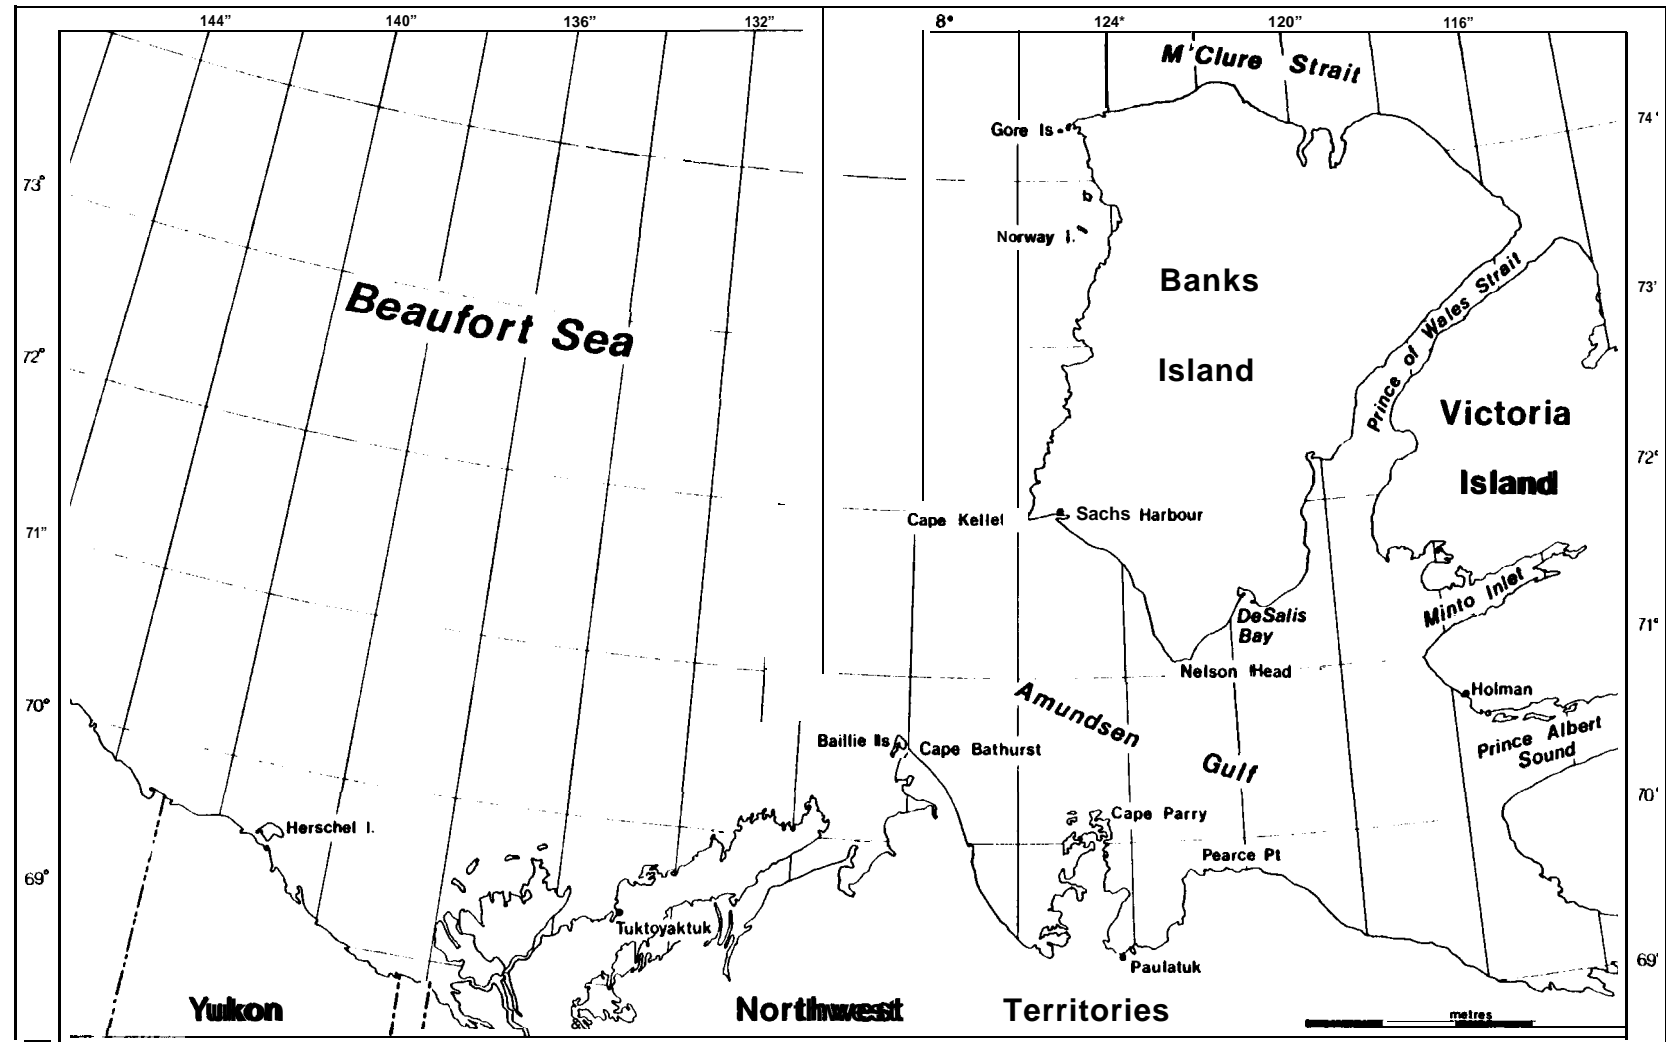 144” 140” 136” 132” 8° 124* 120” 116”
M'Clure Strait
74'
Gore Is
73°
Norway I.
Banks
73'
Prince of Wales Strait
Beaufort Sea
72°
Island
Victoria
72°
Island
71”
Cape Kellet
Sachs Harbour
Minto Inlet
DeSalis
Bay
71°
Nelson Head
70°
Amundsen
Gulf
Holman
Prince Albert
Sound
Baillie Is
Cape Bathurst
70'
Herschel I.
Cape Parry
Pearce Pt
69°
Tuktoyaktuk
Paulatuk
69'
Yukon
Northwest Territories
metres